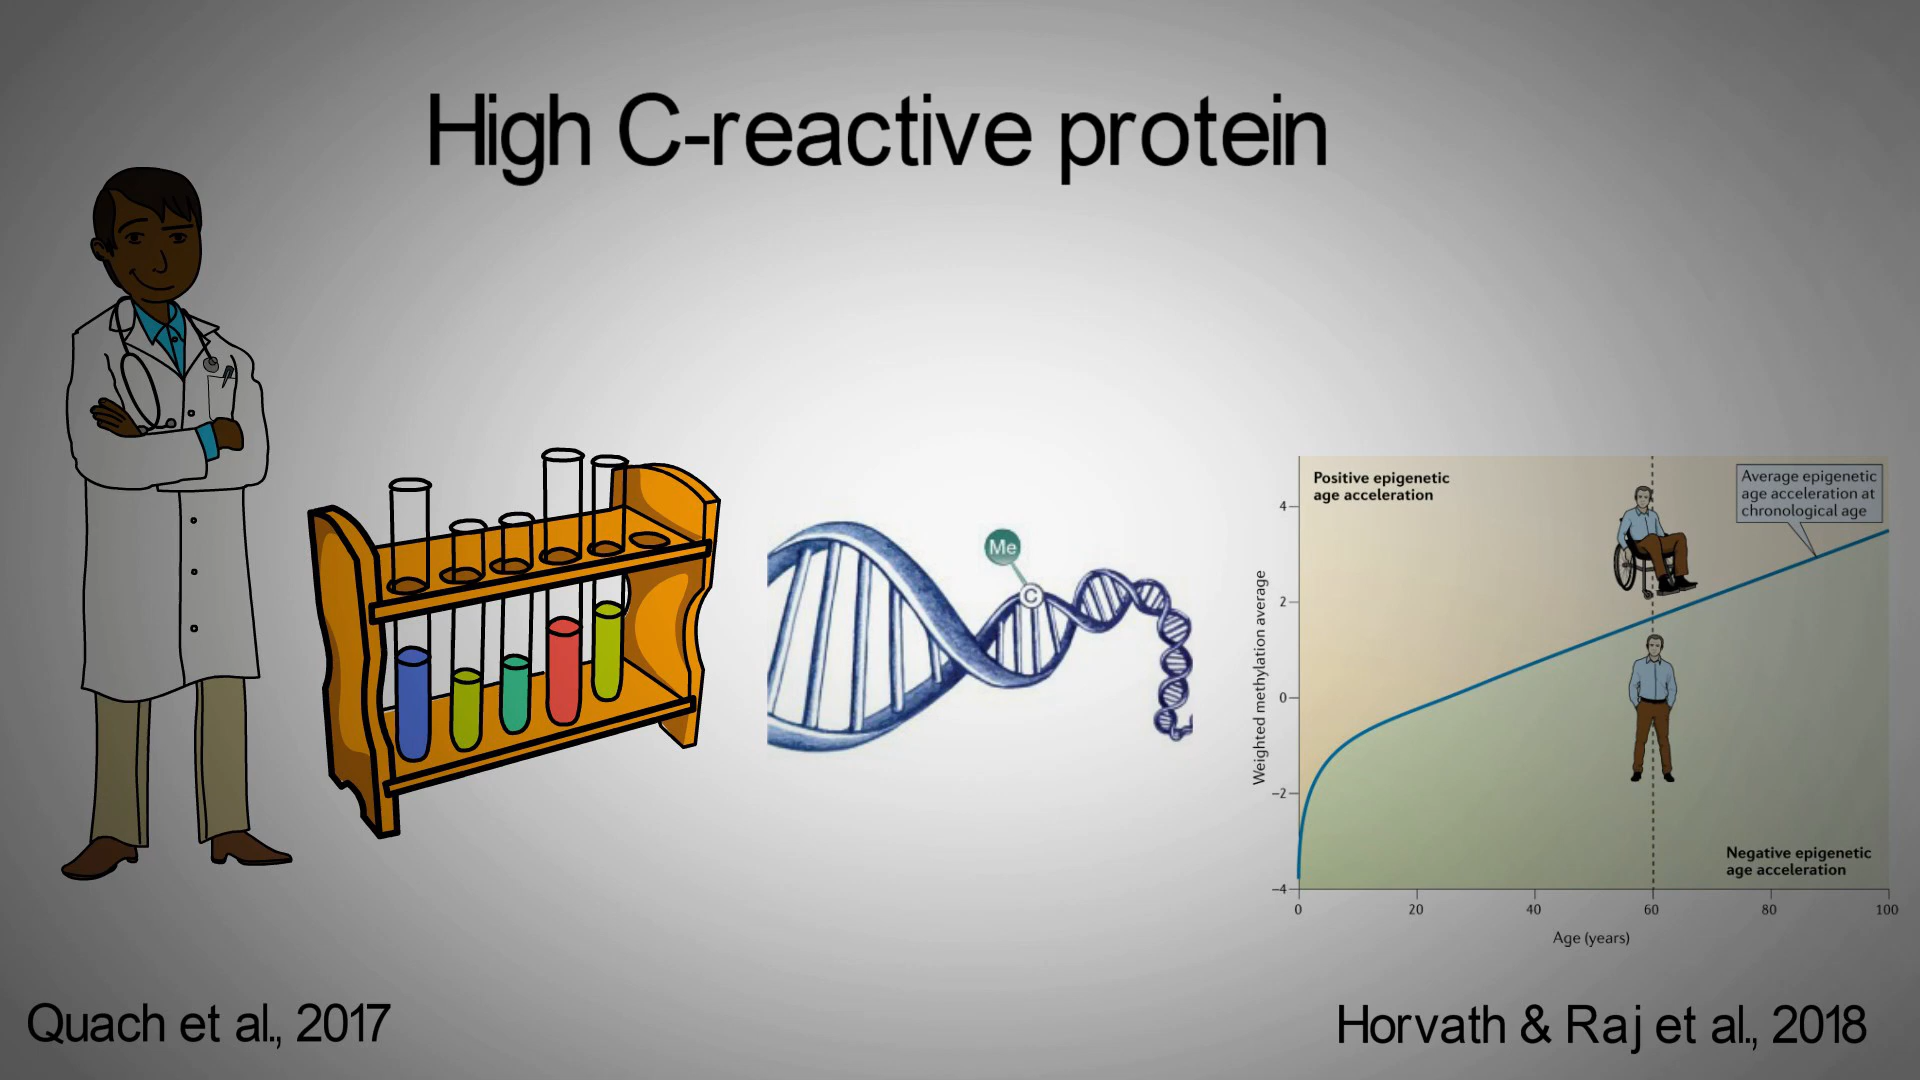 High C-reactive protein
Me
C
Positive epigenetic
age acceleration
Average epigenetic
age acceleration at
chronological age
Weighted methylation average
4
2
0
−2
−4
Negative epigenetic
age acceleration
0 20 40 60 80 100
Age (years)
Quach et al., 2017
Horvath & Raj et al., 2018